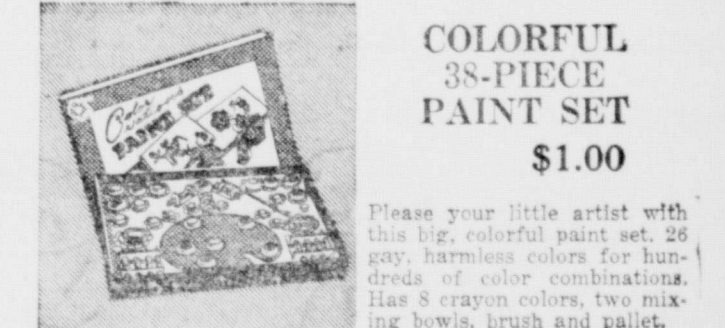 Color
PAINT SET
COLORFUL
38-PIECE
PAINT SET
$1.00
Please your little artist with
this big, colorful paint set. 26
gay, harmless colors for hun-
dreds of color combinations.
Has 8 crayon colors, two mix-
ing bowls, brush and pallet.